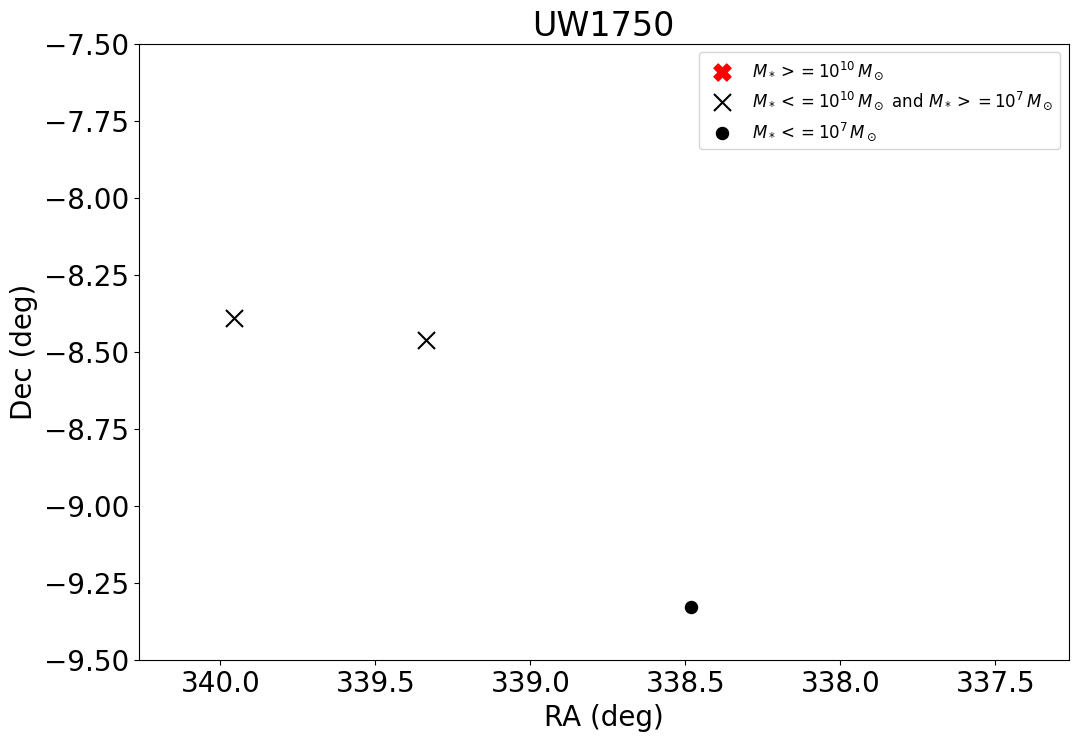 UW1750
−7.50
−7.75
−8.00
−8.25
−8.50
−8.75
−9.00
−9.25
−9.50
Dec (deg)
M* >= 10¹⁰ M⊙
M* <= 10¹⁰ M⊙ and M* >= 10⁷ M⊙
M* <= 10⁷ M⊙
340.0 339.5 339.0 338.5 338.0 337.5
RA (deg)